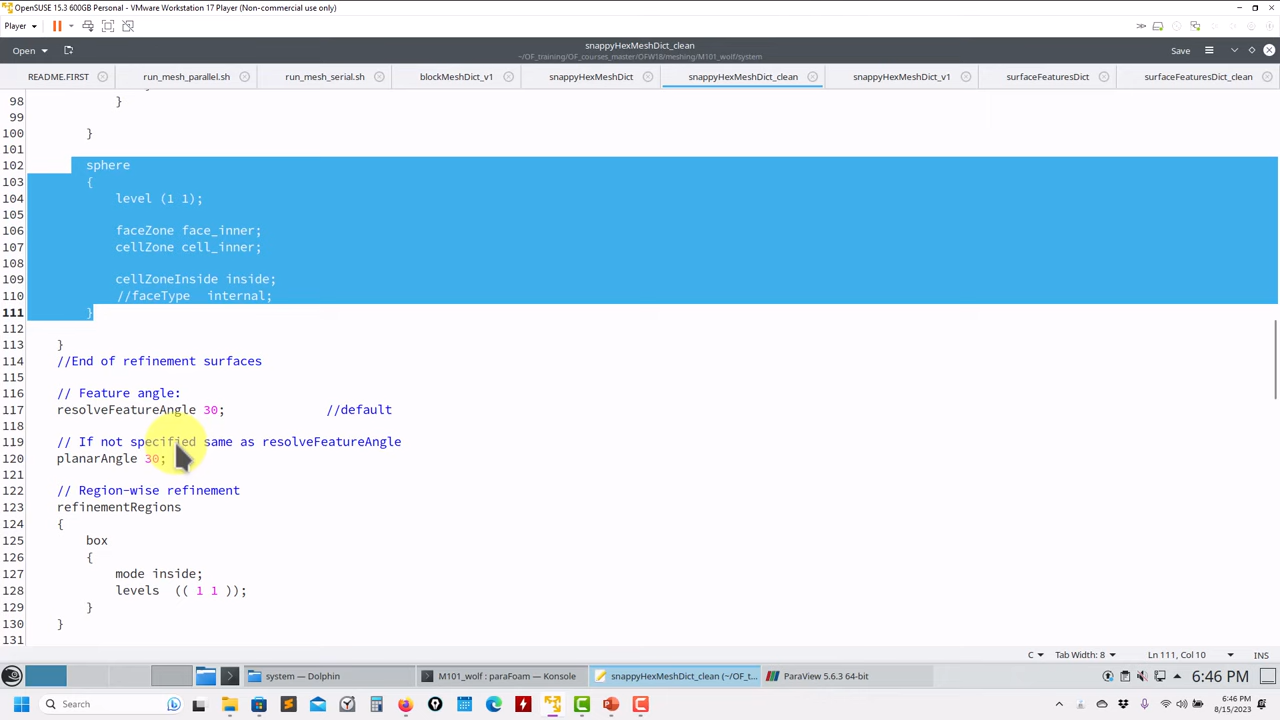 OpenSUSE 15.3 600GB Personal - VMware Workstation 17 Player (Non-commercial use only)
Player
Open
snappyHexMeshDict_clean
~/OF_training/OF_courses_master/OFW18/meshing/M101_wolf/system
Save
README.FIRST
run_mesh_parallel.sh
run_mesh_serial.sh
blockMeshDict_v1
snappyHexMeshDict
snappyHexMeshDict_clean
snappyHexMeshDict_v1
surfaceFeaturesDict
surfaceFeaturesDict_clean
98 }
99
100 }
101
102 sphere
103 {
104 level (1 1);
105
106 faceZone face_inner;
107 cellZone cell_inner;
108
109 cellZoneInside inside;
110 //faceType internal;
111 }
112
113 }
114 //End of refinement surfaces
115
116 // Feature angle:
117 resolveFeatureAngle 30; //default
118
119 // If not specified same as resolveFeatureAngle
120 planarAngle 30;
121
122 // Region-wise refinement
123 refinementRegions
124 {
125 box
126 {
127 mode inside;
128 levels (( 1 1 ));
129 }
130 }
131
C
Tab Width: 8
Ln 111, Col 10
INS
system — Dolphin
M101_wolf : paraFoam — Konsole
snappyHexMeshDict_clean (~/OF_t...
ParaView 5.6.3 64-bit
6:46 PM
Search
6:46 PM
8/15/2023